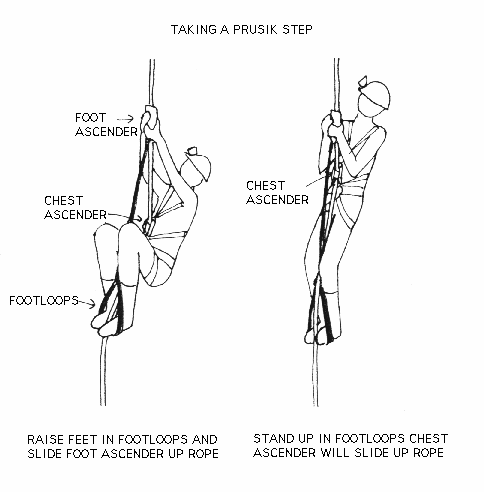 TAKING A PRUSIK STEP
FOOT
ASCENDER
CHEST
ASCENDER
FOOTLOOPS
CHEST
ASCENDER
RAISE FEET IN FOOTLOOPS AND
SLIDE FOOT ASCENDER UP ROPE
STAND UP IN FOOTLOOPS CHEST
ASCENDER WILL SLIDE UP ROPE